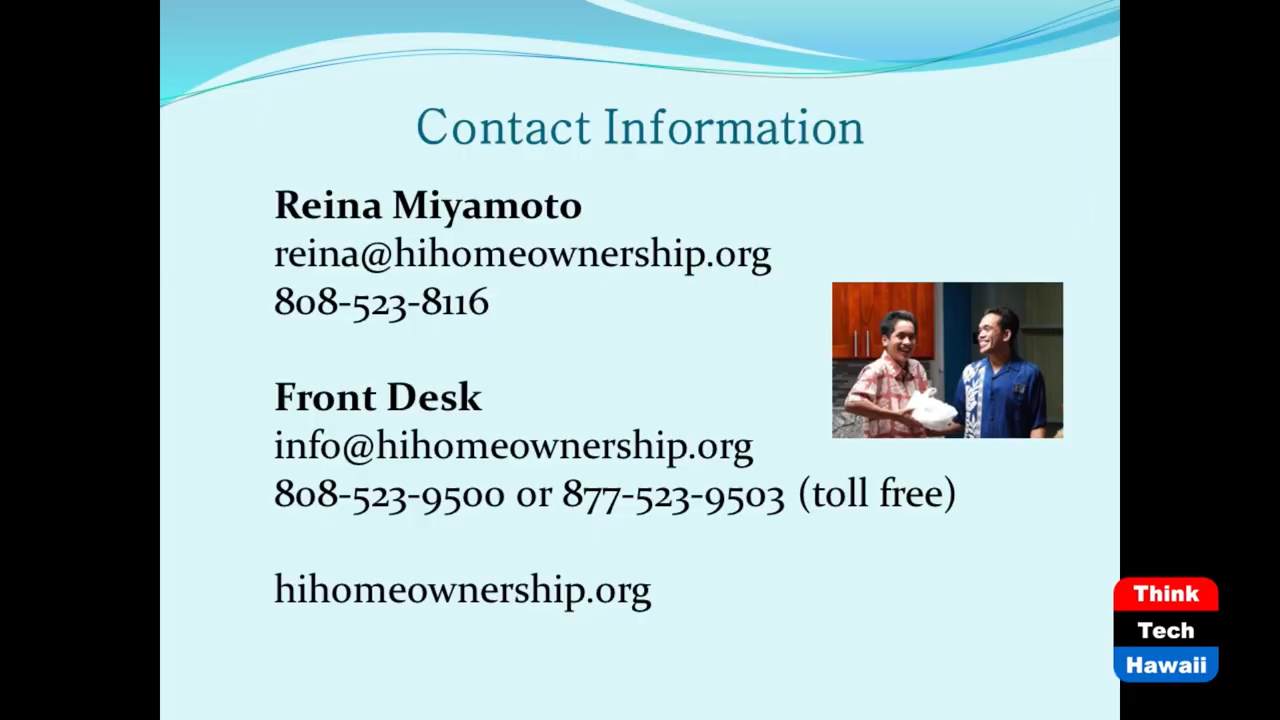 Contact Information
Reina Miyamoto
reina@hihomeownership.org
808-523-8116
Front Desk
info@hihomeownership.org
808-523-9500 or 877-523-9503 (toll free)
hihomeownership.org
Think
Tech
Hawaii